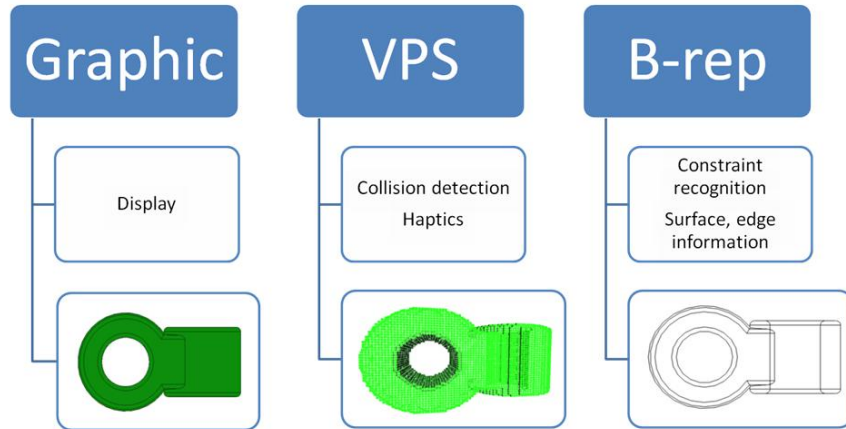 Graphic
VPS
B-rep
Display
Collision detection
Haptics
Constraint
recognition
Surface, edge
information